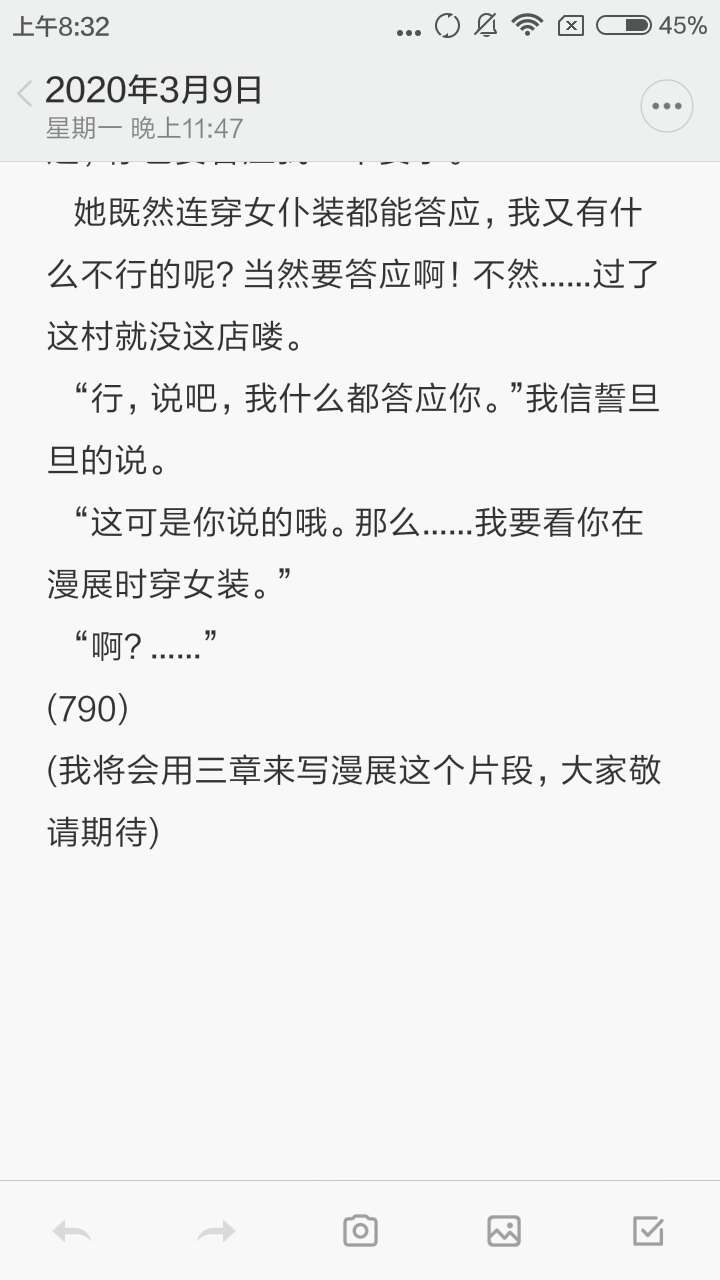 上午8:32
45%
2020年3月9日
星期一 晚上11:47
她既然连穿女仆装都能答应，我又有什
么不行的呢？当然要答应啊！不然……过了
这村就没这店喽。
“行，说吧，我什么都答应你。”我信誓旦
旦的说。
“这可是你说的哦。那么……我要看你在
漫展时穿女装。”
“啊？……”
(790)
(我将会用三章来写漫展这个片段，大家敬
请期待)